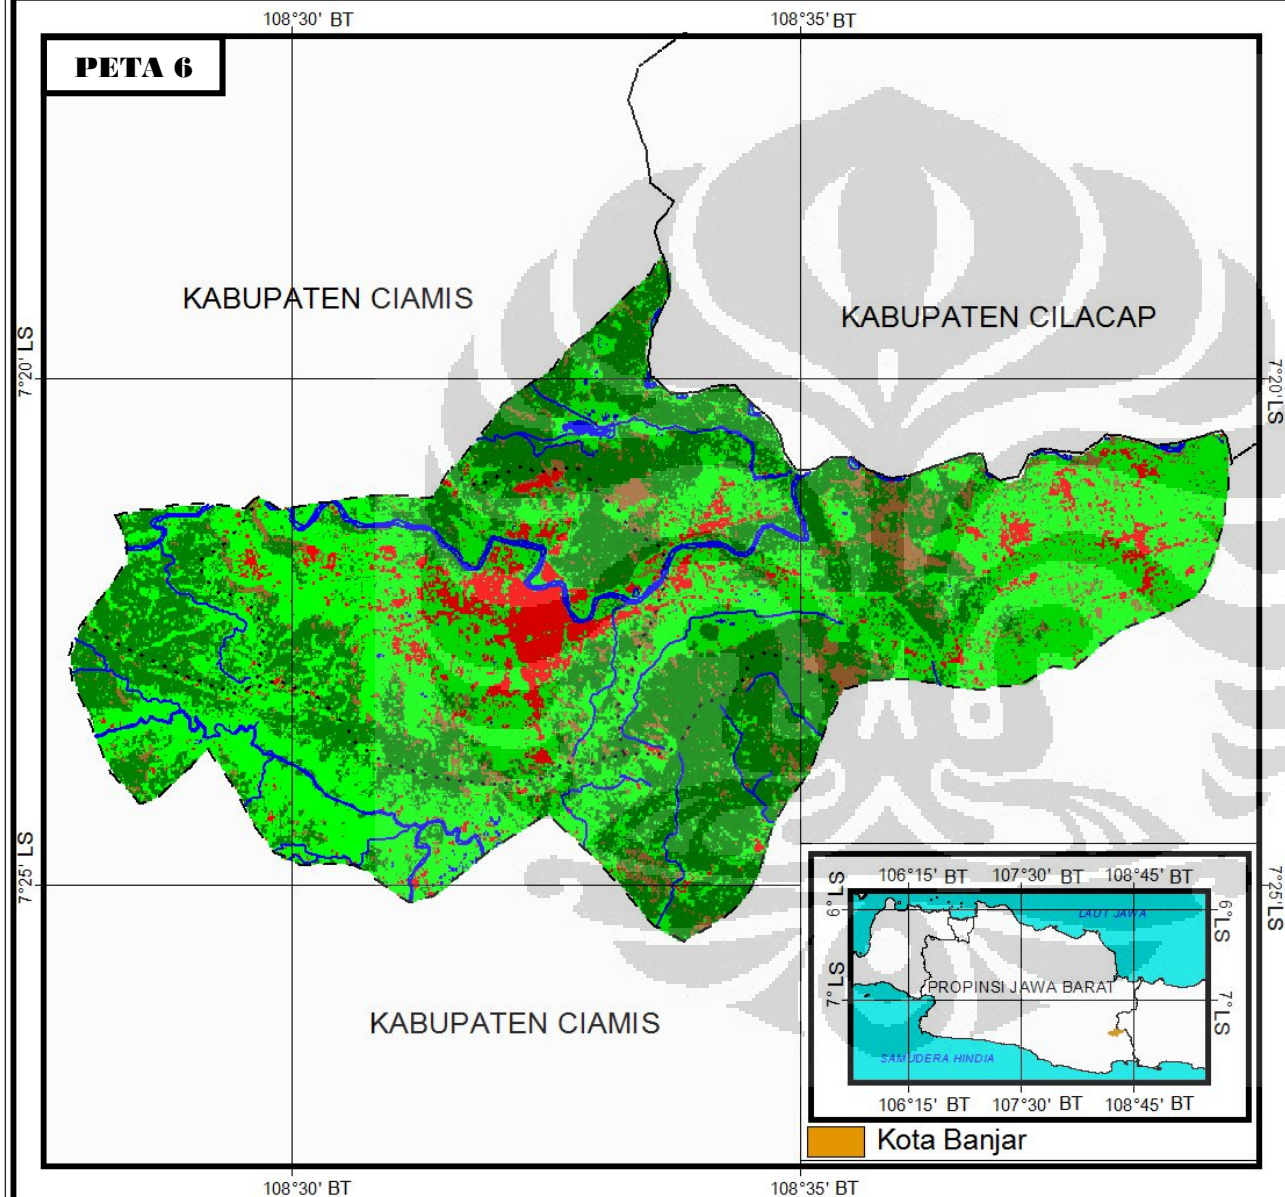 108°30' BT
108°35' BT
PETA 6
KABUPATEN CIAMIS
KABUPATEN CILACAP
7°20' LS
7°20' LS
7°25' LS
7°25' LS
KABUPATEN CIAMIS
106°15' BT
107°30' BT
108°45' BT
6° LS
6° LS
LAUT JAWA
7° LS
7° LS
PROPINSI JAWA BARAT
SAMUDERA HINDIA
106°15' BT
107°30' BT
108°45' BT
Kota Banjar
108°30' BT
108°35' BT